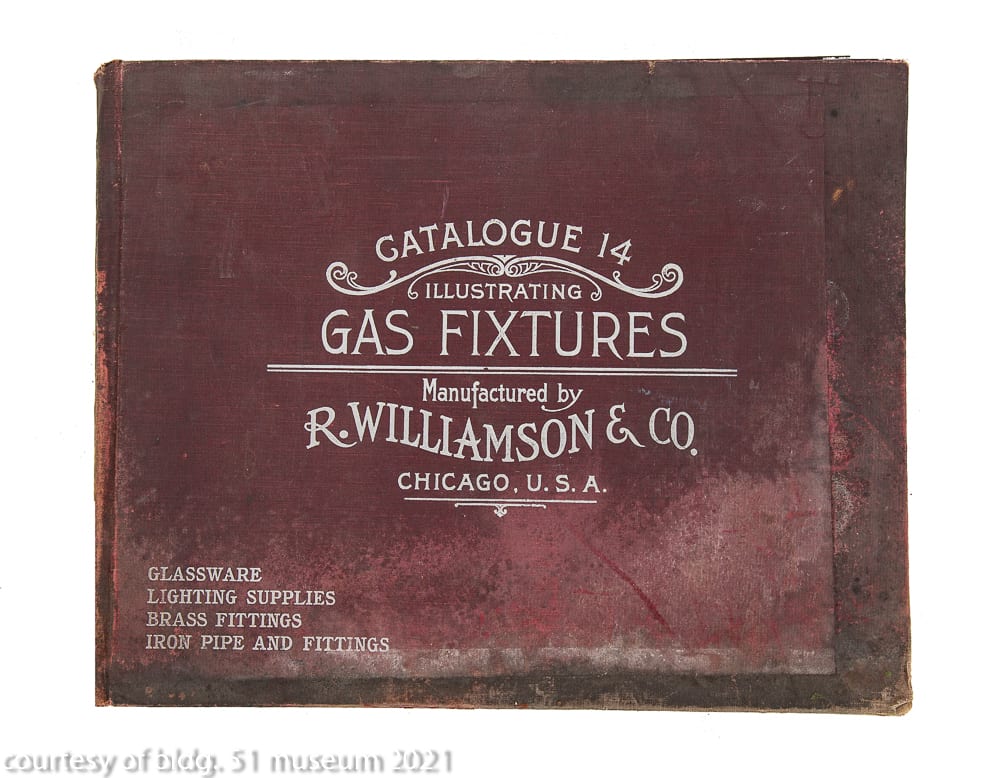 CATALOGUE 14
ILLUSTRATING
GAS FIXTURES
Manufactured by
R. WILLIAMSON & CO.
CHICAGO, U. S. A.
GLASSWARE
LIGHTING SUPPLIES
BRASS FITTINGS
IRON PIPE AND FITTINGS
courtesy of bldg. 51 museum 2021